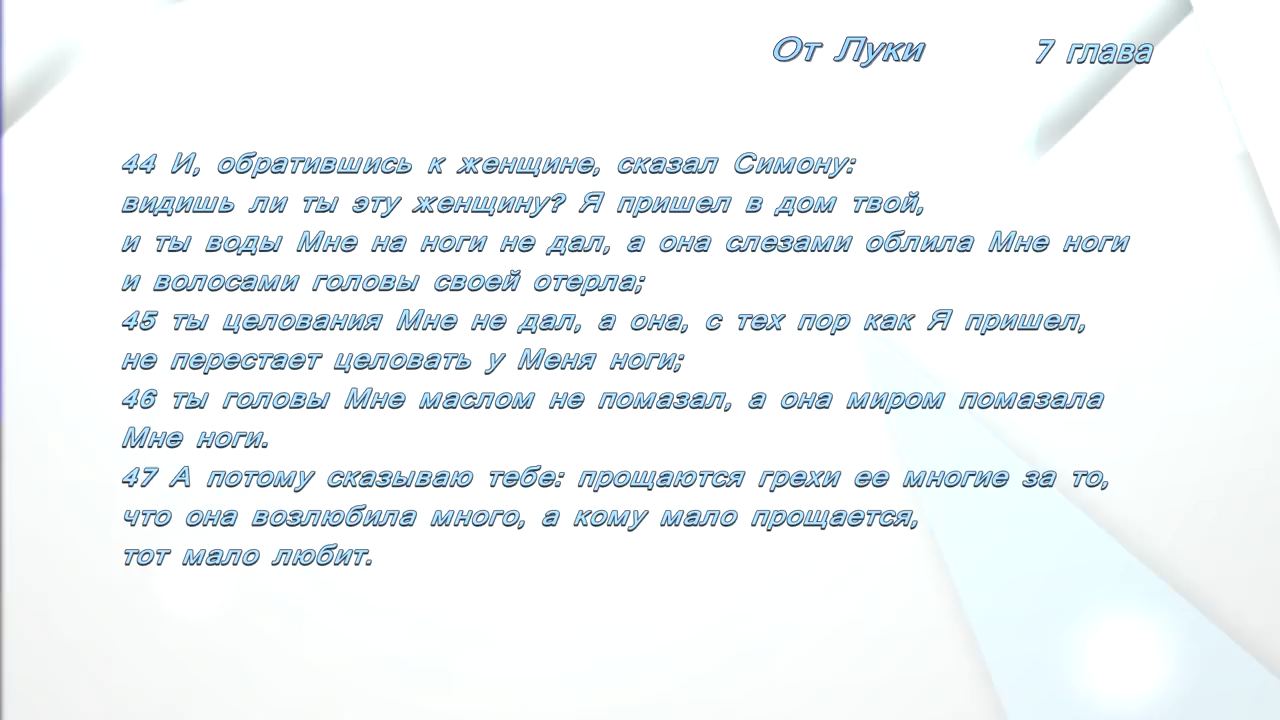 От Луки 7 глава
44 И, обратившись к женщине, сказал Симону:
видишь ли ты эту женщину? Я пришел в дом твой,
и ты воды Мне на ноги не дал, а она слезами облила Мне ноги
и волосами головы своей отерла;
45 ты целования Мне не дал, а она, с тех пор как Я пришел,
не перестает целовать у Меня ноги;
46 ты головы Мне маслом не помазал, а она миром помазала
Мне ноги.
47 А потому сказываю тебе: прощаются грехи ее многие за то,
что она возлюбила много, а кому мало прощается,
тот мало любит.